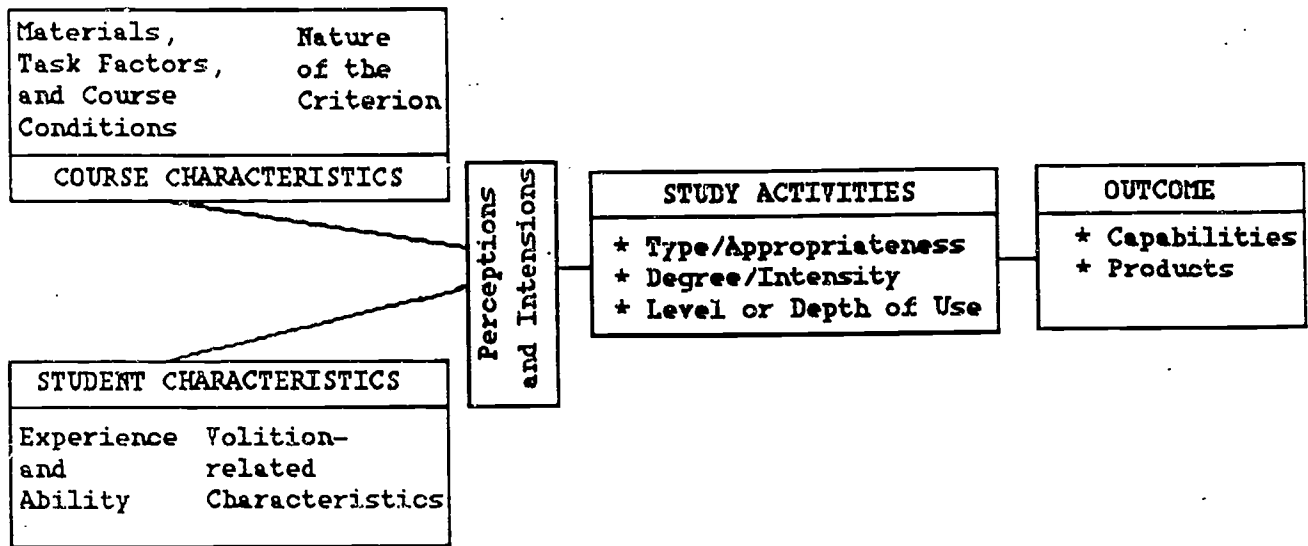 Materials,
Task Factors,
and Course
Conditions
Nature
of the
Criterion
COURSE CHARACTERISTICS
STUDENT CHARACTERISTICS
Experience
and
Ability
Volition-
related
Characteristics
Perceptions
and Intensions
STUDY ACTIVITIES
* Type/Appropriateness
* Degree/Intensity
* Level or Depth of Use
OUTCOME
* Capabilities
* Products